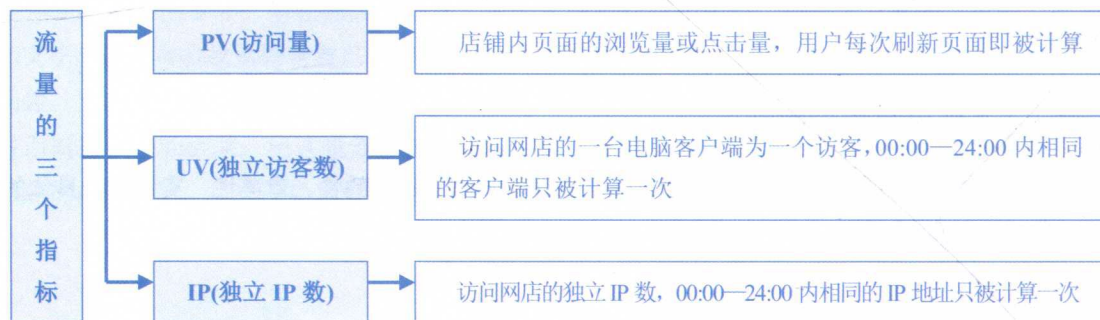 流量的三个指标
PV(访问量)
店铺内页面的浏览量或点击量，用户每次刷新页面即被计算
UV(独立访客数)
访问网店的一台电脑客户端为一个访客，00:00—24:00 内相同
的客户端只被计算一次
IP(独立 IP 数)
访问网店的独立 IP 数，00:00—24:00 内相同的 IP 地址只被计算一次